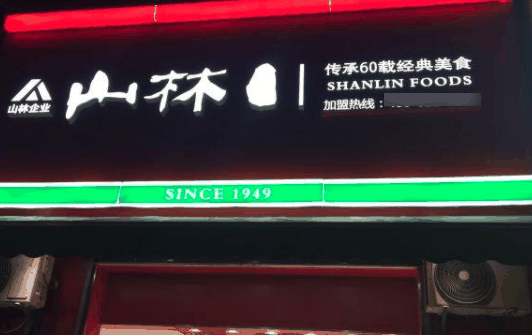 山林企业
山林
传承60载经典美食
SHANLIN FOODS
加盟热线：
SINCE 1949